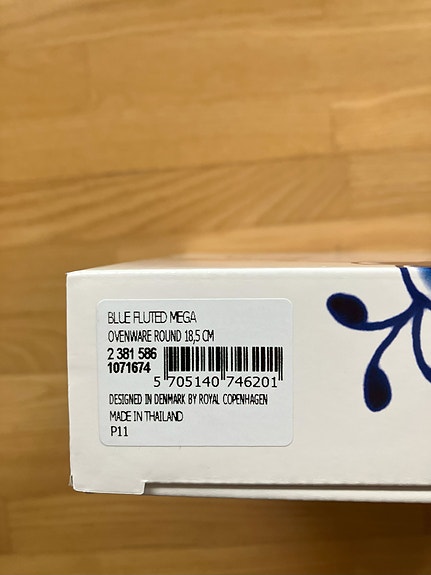 BLUE FLUTED MEGA
OVENWARE ROUND 18,5 CM
2 381 586
1071674
5 705140 746201
DESIGNED IN DENMARK BY ROYAL COPENHAGEN
MADE IN THAILAND
P11